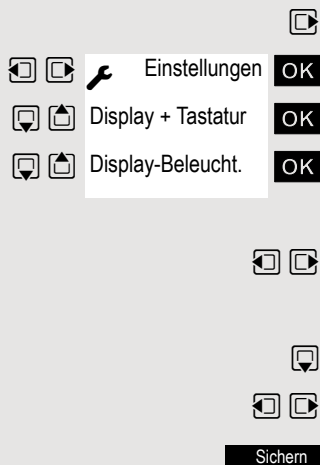 Einstellungen OK
Display + Tastatur OK
Display-Beleucht. OK
Sichern